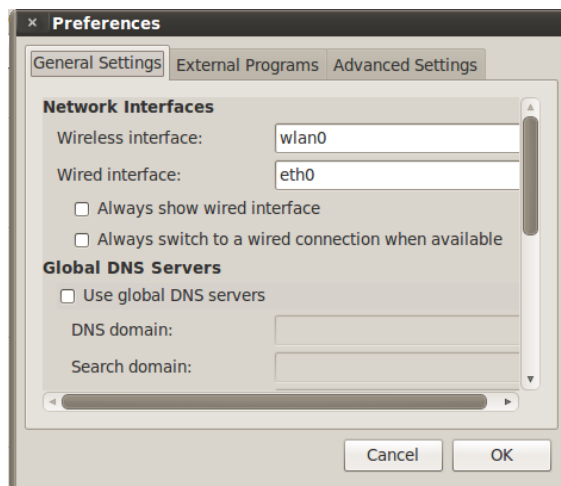 Preferences
General Settings External Programs Advanced Settings
Network Interfaces
Wireless interface: wlan0
Wired interface: eth0
Always show wired interface
Always switch to a wired connection when available
Global DNS Servers
Use global DNS servers
DNS domain:
Search domain:
Cancel OK